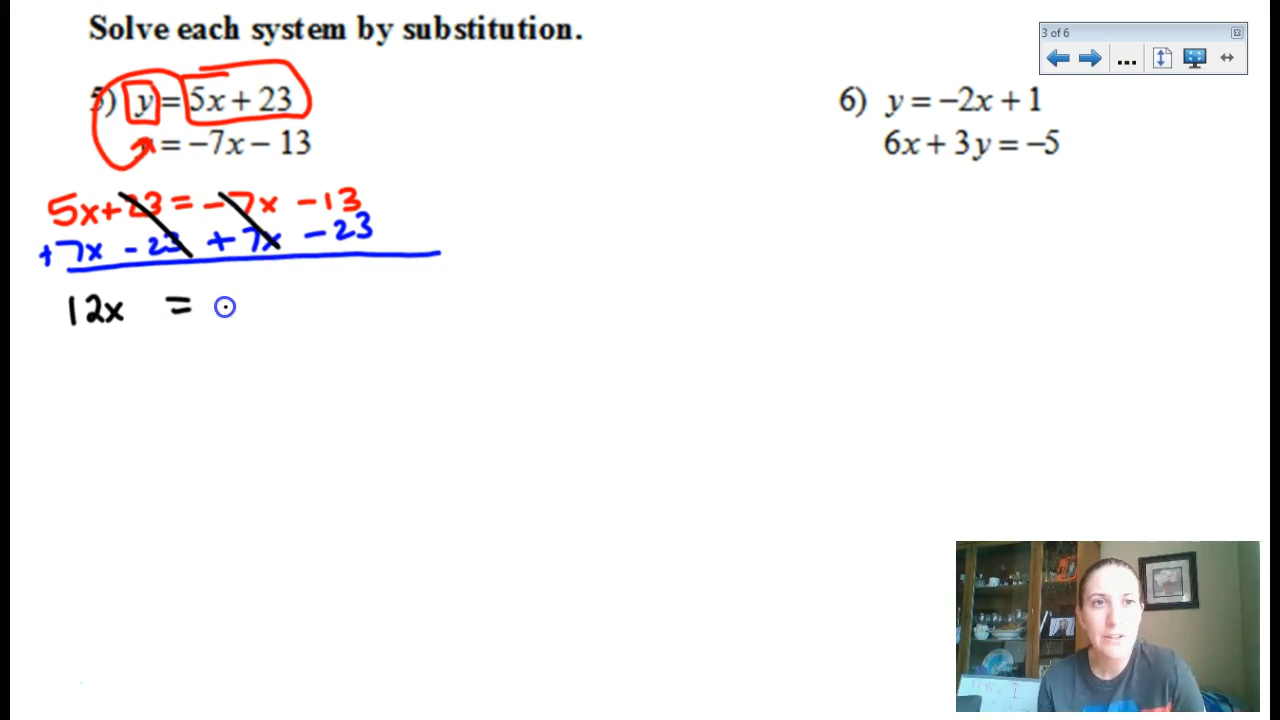 Solve each system by substitution.
3 of 6
5) y = 5x + 23
= −7x − 13
6) y = −2x + 1
6x + 3y = −5
5x + 23 = −7x − 13
+7x − 23 + 7x − 23
12x =